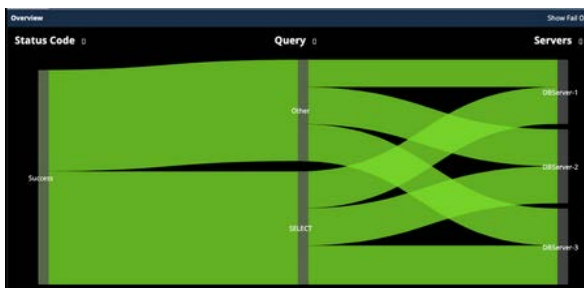 Overview
Show Fail O
Status Code
Query
Servers
DBServer-1
Other
DBServer-2
Success
SELECT
DBServer-3